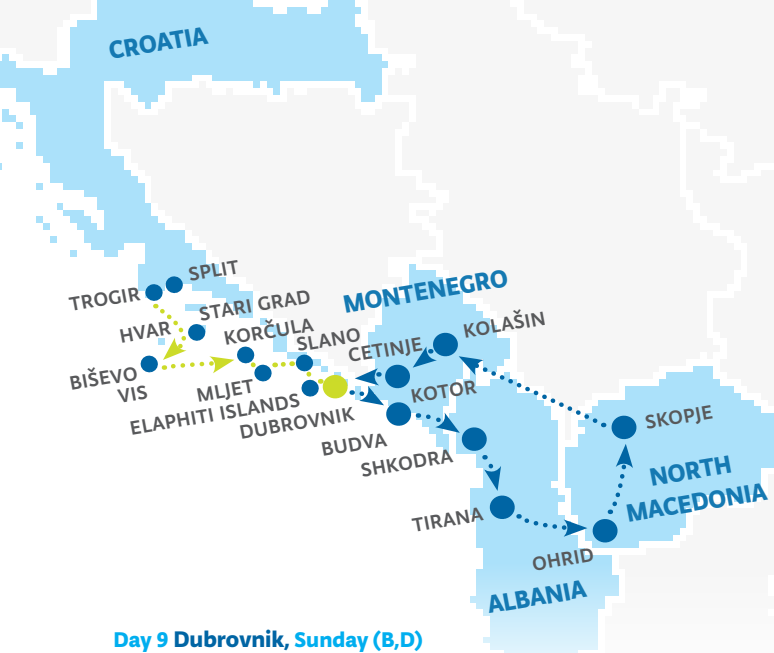 CROATIA
SPLIT
TROGIR
STARI GRAD
HVAR
KORČULA
SLANO
MONTENEGRO
KOLAŠIN
CETINJE
BIŠEVO
VIS
MLJET
ELAPHITI ISLANDS
DUBROVNIK
KOTOR
BUDVA
SHKODRA
SKOPJE
NORTH
MACEDONIA
TIRANA
OHRID
ALBANIA
Day 9 Dubrovnik, Sunday (B,D)